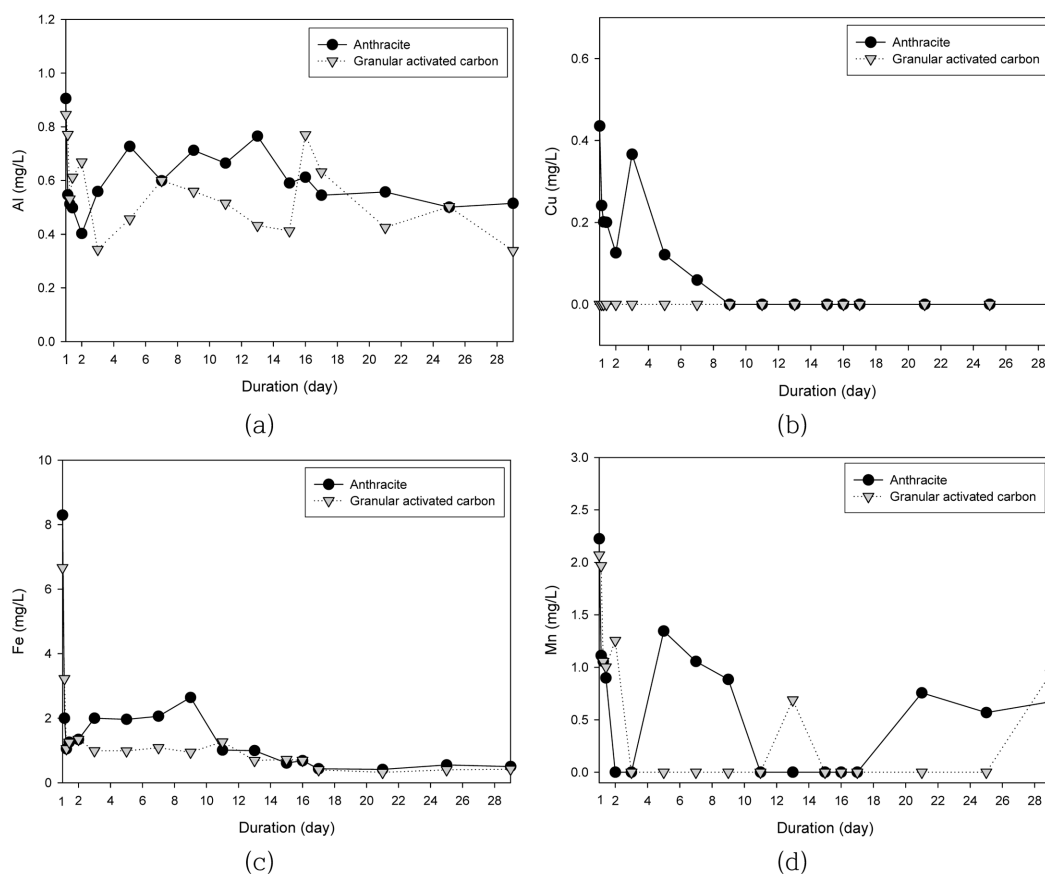 Al (mg/L)
1.2
1.0
0.8
0.6
0.4
0.2
0.0
Anthracite
Granular activated carbon
1 2 4 6 8 10 12 14 16 18 20 22 24 26 28
Duration (day)
(a)
Cu (mg/L)
0.6
0.4
0.2
0.0
Anthracite
Granular activated carbon
1 2 4 6 8 10 12 14 16 18 20 22 24 26 28
Duration (day)
(b)
Fe (mg/L)
10
8
6
4
2
0
Anthracite
Granular activated carbon
1 2 4 6 8 10 12 14 16 18 20 22 24 26 28
Duration (day)
(c)
Mn (mg/L)
3.0
2.5
2.0
1.5
1.0
0.5
0.0
Anthracite
Granular activated carbon
1 2 4 6 8 10 12 14 16 18 20 22 24 26 28
Duration (day)
(d)